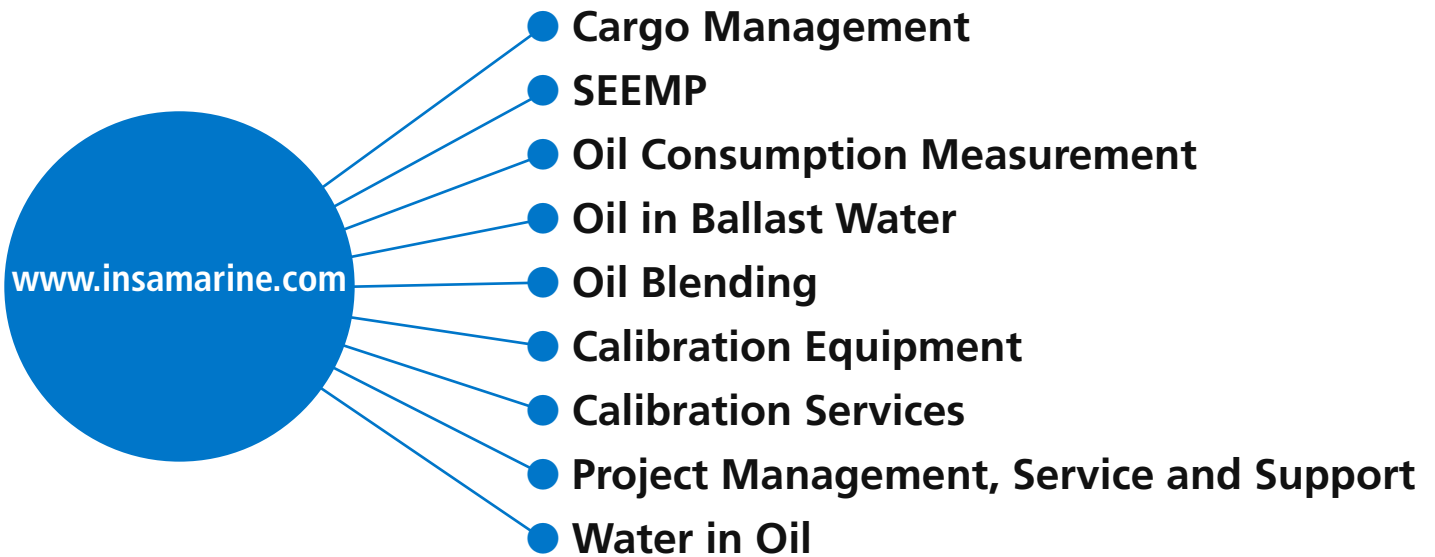 Cargo Management
SEEMP
Oil Consumption Measurement
Oil in Ballast Water
www.insamarine.com
Oil Blending
Calibration Equipment
Calibration Services
Project Management, Service and Support
Water in Oil